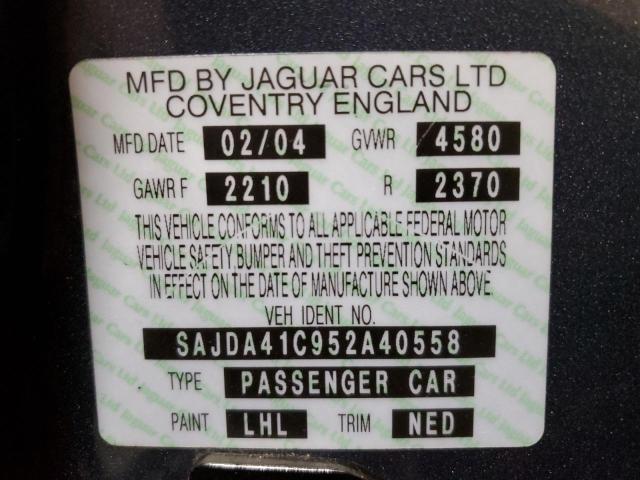 MFD BY JAGUAR CARS LTD
COVENTRY ENGLAND
MFD DATE 02/04 GVWR 4580
GAWR F 2210 R 2370
THIS VEHICLE CONFORMS TO ALL APPLICABLE FEDERAL MOTOR
VEHICLE SAFETY, BUMPER AND THEFT PREVENTION STANDARDS
IN EFFECT ON THE DATE OF MANUFACTURE SHOWN ABOVE.
VEH IDENT NO.
SAJDA41C952A40558
TYPE PASSENGER CAR
PAINT LHL TRIM NED